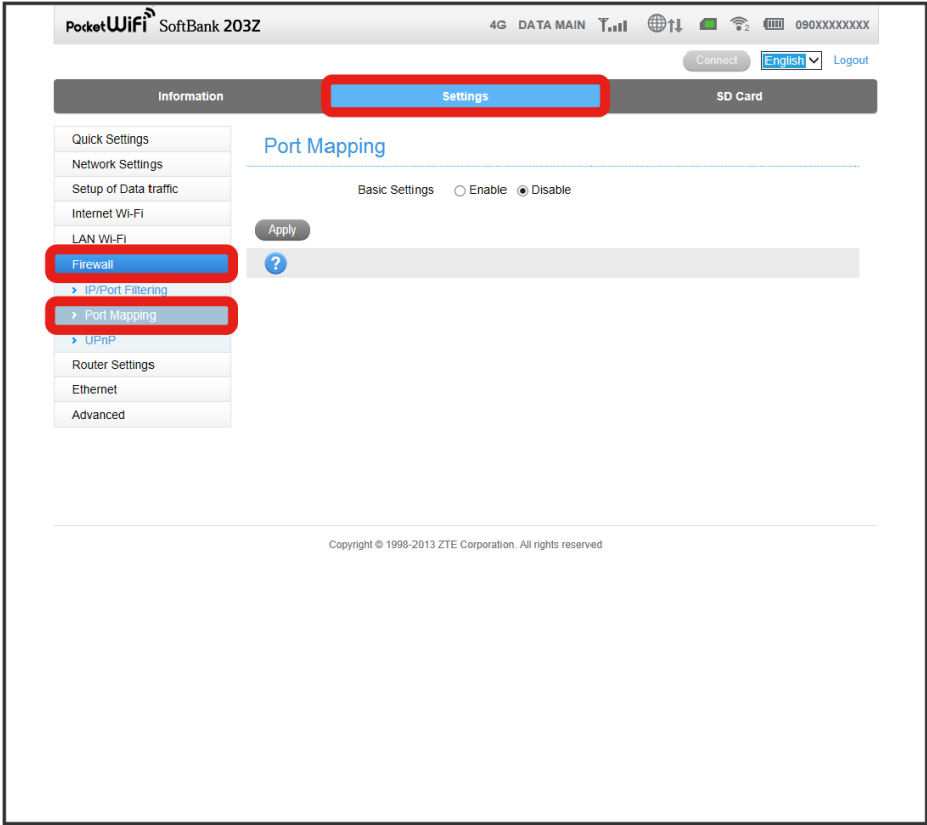 PocketWiFi SoftBank 203Z 4G DATA MAIN 2 090XXXXXXXX
Connect English Logout
Information Settings SD Card
Quick Settings
Network Settings
Setup of Data traffic
Internet Wi-Fi
LAN Wi-Fi
Firewall
> IP/Port Filtering
> Port Mapping
> UPnP
Router Settings
Ethernet
Advanced
Port Mapping
Basic Settings Enable Disable
Apply
?
Copyright © 1998-2013 ZTE Corporation. All rights reserved